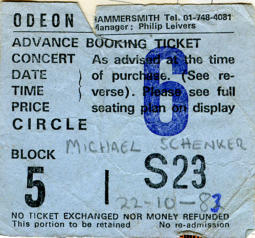 ODEON HAMMERSMITH Tel. 01-748-4081
Manager: Philip Leivers
ADVANCE BOOKING TICKET
CONCERT As advised at the time
DATE of purchase. (See re-
TIME verse). Please see full
PRICE seating plan on display
CIRCLE
6
MICHAEL SCHENKER
BLOCK
5 S23
22-10-83
NO TICKET EXCHANGED NOR MONEY REFUNDED
This portion to be retained No re-admission